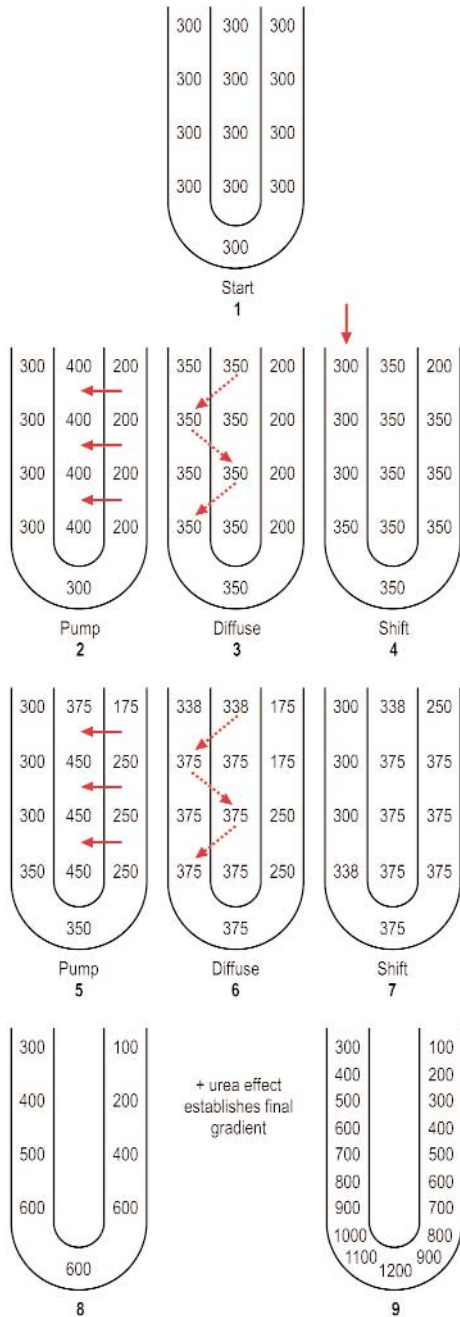 300 300 300
300 300 300
300 300 300
300 300 300
300
Start
1
300 400 200
300 400 200
300 400 200
300 400 200
300
Pump
2
350 350 200
350 350 200
350 350 200
350 350 200
350
Diffuse
3
300 350 200
300 350 350
300 350 350
350 350 350
350
Shift
4
300 375 175
300 450 250
300 450 250
350 450 250
350
Pump
5
338 338 175
375 375 175
375 375 250
375 375 250
375
Diffuse
6
300 338 250
300 375 375
300 375 375
338 375 375
375
Shift
7
300 100
400 200
500 400
600 600
600
8
+ urea effect
establishes final
gradient
300 100
400 200
500 300
600 400
700 500
800 600
900 700
1000 800
1100 900
1200
9